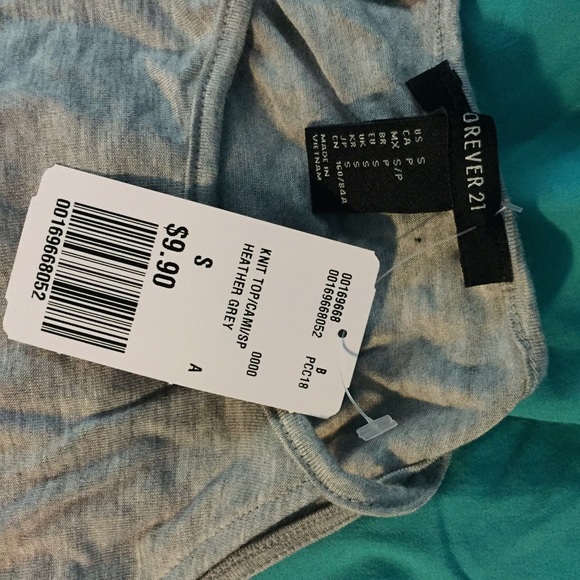 FOREVER 21
US S
CA P
MX S/P
BR P
EU S
UK S
KR S
JP S
CN 160/84A
MADE IN
VIETNAM
00169668 B
00169668052 PCC18
KNIT TOP/CAMI/SP 0000
HEATHER GREY
S A
$9.90
00169668052